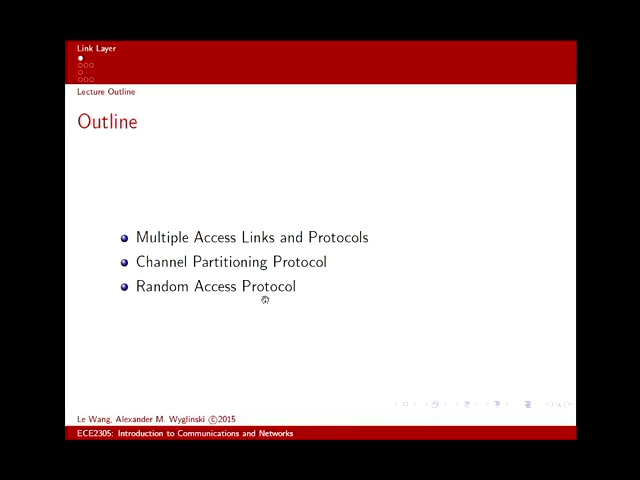 Link Layer
Lecture Outline
Outline
Multiple Access Links and Protocols
Channel Partitioning Protocol
Random Access Protocol
Le Wang, Alexander M. Wyglinski ©2015
ECE2305: Introduction to Communications and Networks